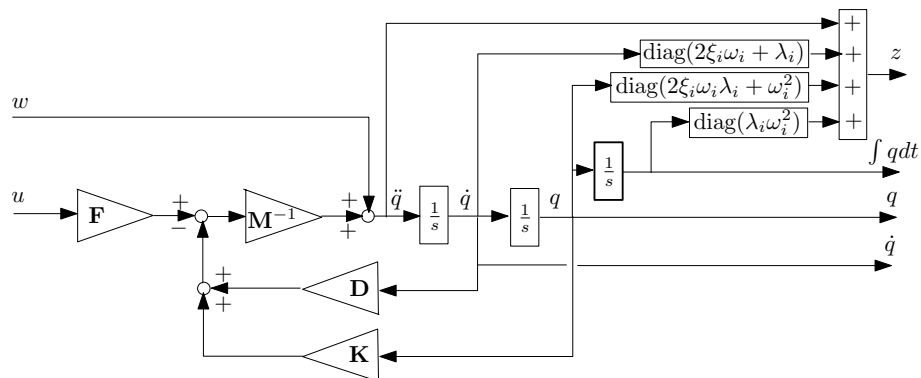 +
diag(2ξ_iω_i + λ_i)
+
z
diag(2ξ_iω_iλ_i + ω_i^2)
+
w
diag(λ_iω_i^2)
+
∫ qdt
1/s
u
F
+
−
M^{-1}
+
+
q̈
1/s
q̇
1/s
q
q
q̇
+
+
D
K